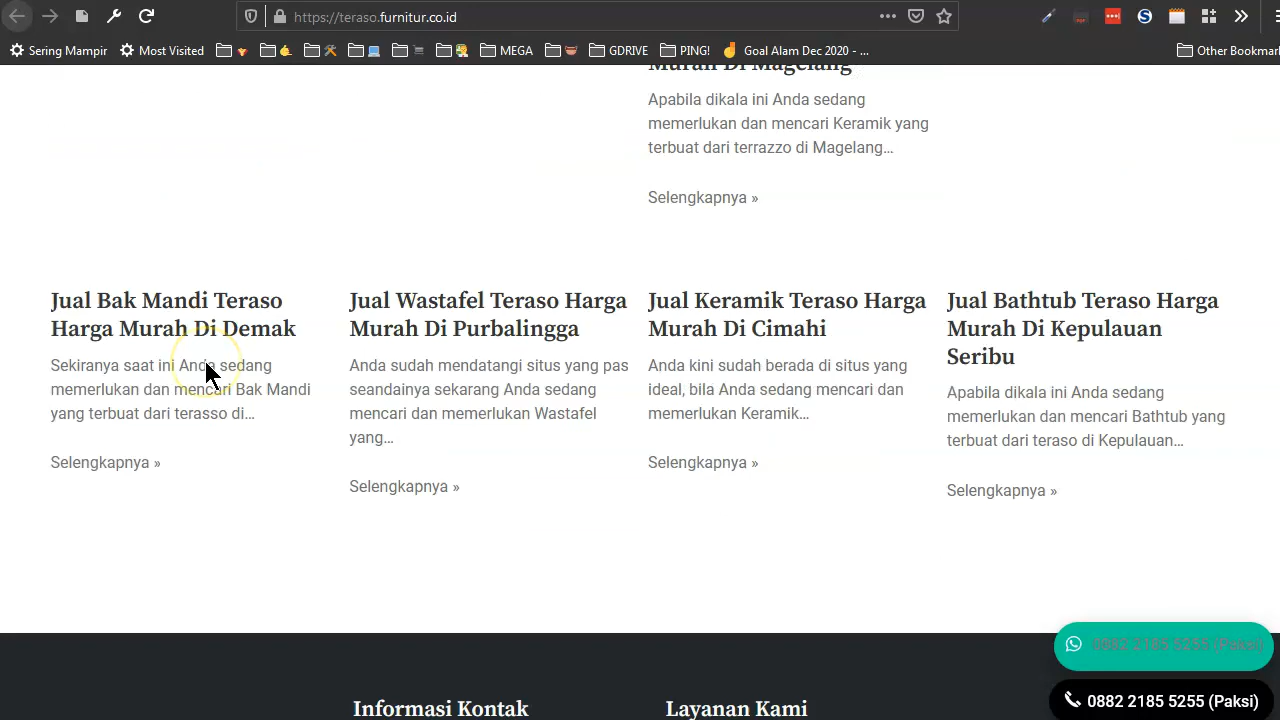 https://teraso.furnitur.co.id
Sering Mampir
Most Visited
MEGA
GDRIVE
PING!
Goal Alam Dec 2020 - ...
Other Bookmar
Murah Di Magelang
Apabila dikala ini Anda sedang
memerlukan dan mencari Keramik yang
terbuat dari terrazzo di Magelang…
Selengkapnya »
Jual Bak Mandi Teraso
Harga Murah Di Demak
Sekiranya saat ini Anda sedang
memerlukan dan mencari Bak Mandi
yang terbuat dari terasso di…
Selengkapnya »
Jual Wastafel Teraso Harga
Murah Di Purbalingga
Anda sudah mendatangi situs yang pas
seandainya sekarang Anda sedang
mencari dan memerlukan Wastafel
yang…
Selengkapnya »
Jual Keramik Teraso Harga
Murah Di Cimahi
Anda kini sudah berada di situs yang
ideal, bila Anda sedang mencari dan
memerlukan Keramik…
Selengkapnya »
Jual Bathtub Teraso Harga
Murah Di Kepulauan
Seribu
Apabila dikala ini Anda sedang
memerlukan dan mencari Bathtub yang
terbuat dari teraso di Kepulauan…
Selengkapnya »
0882 2185 5255 (Paksi)
0882 2185 5255 (Paksi)
Informasi Kontak
Layanan Kami